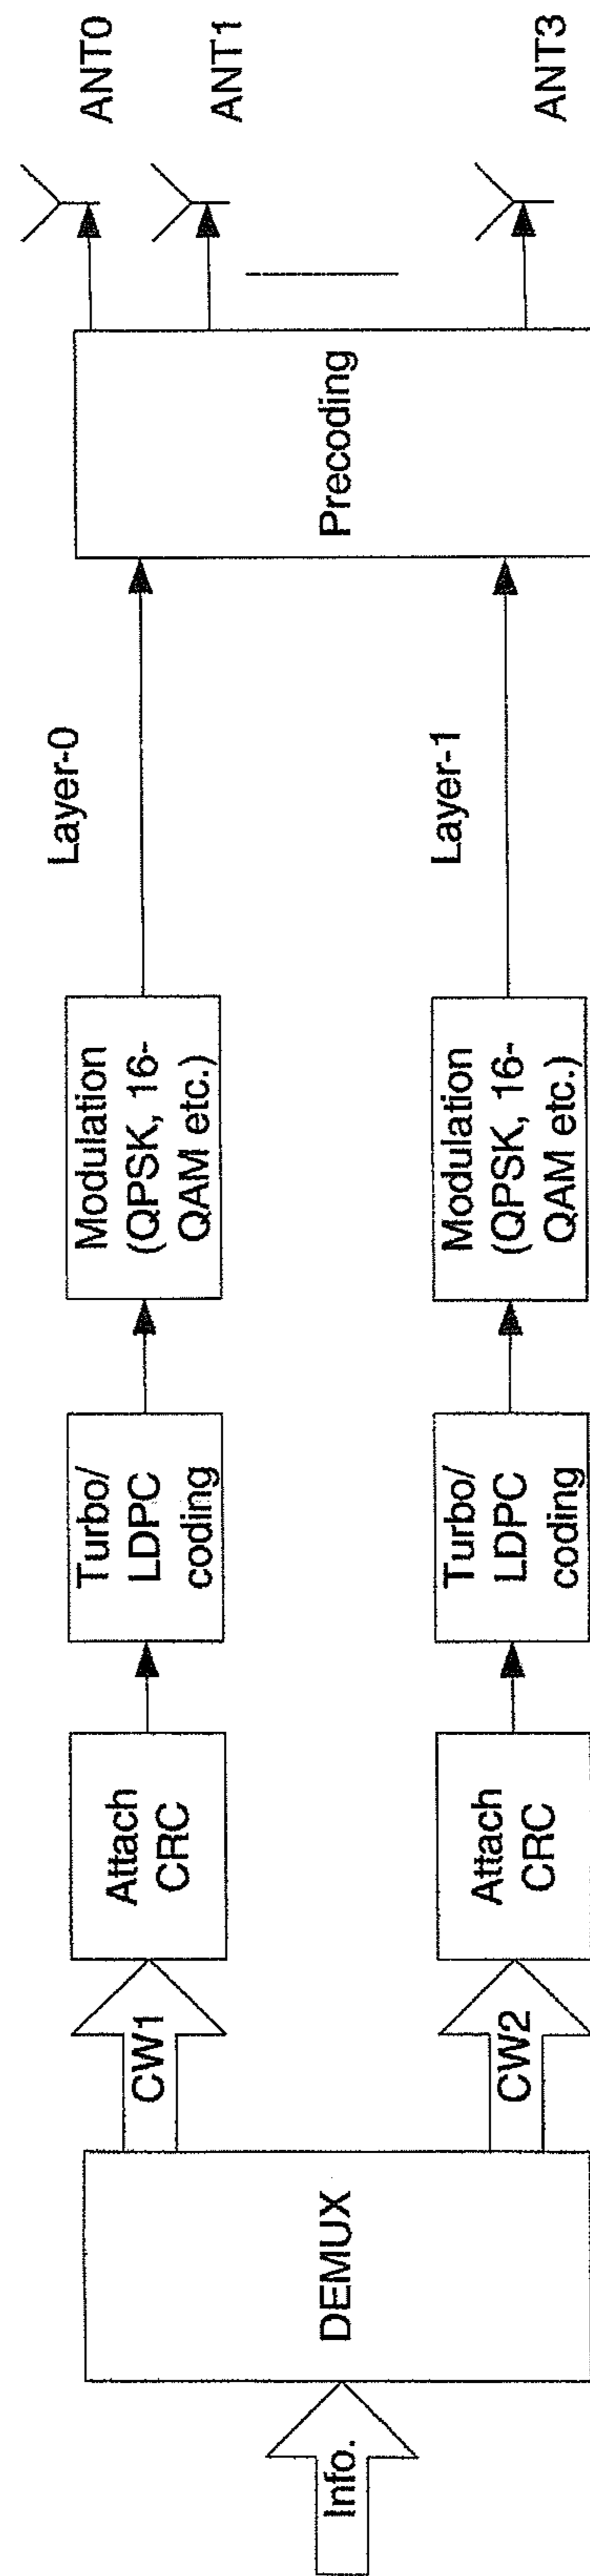 Info.
DEMUX
CW1
Attach
CRC
Turbo/
LDPC
coding
Modulation
(QPSK, 16-
QAM etc.)
Layer-0
CW2
Attach
CRC
Turbo/
LDPC
coding
Modulation
(QPSK, 16-
QAM etc.)
Layer-1
Precoding
ANT0
ANT1
ANT3